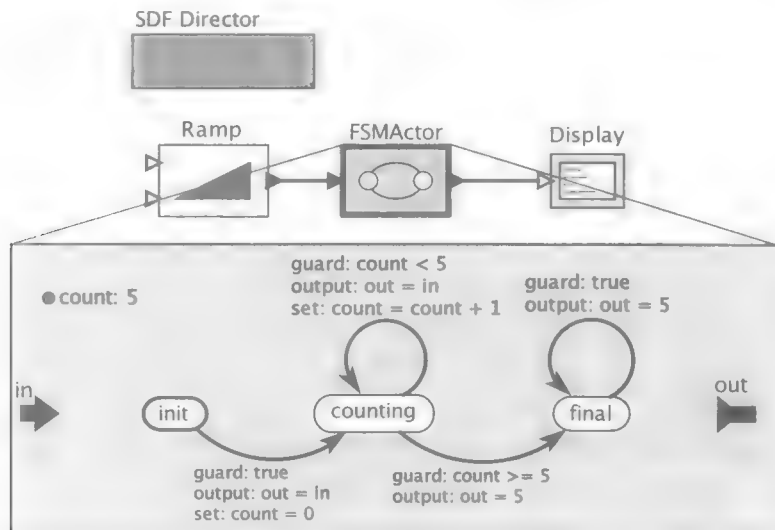 SDF Director
Ramp
FSMActor
Display
guard: count < 5
output: out = in
set: count = count + 1
guard: true
output: out = 5
count: 5
in
out
init
counting
final
guard: true
output: out = in
set: count = 0
guard: count >= 5
output: out = 5